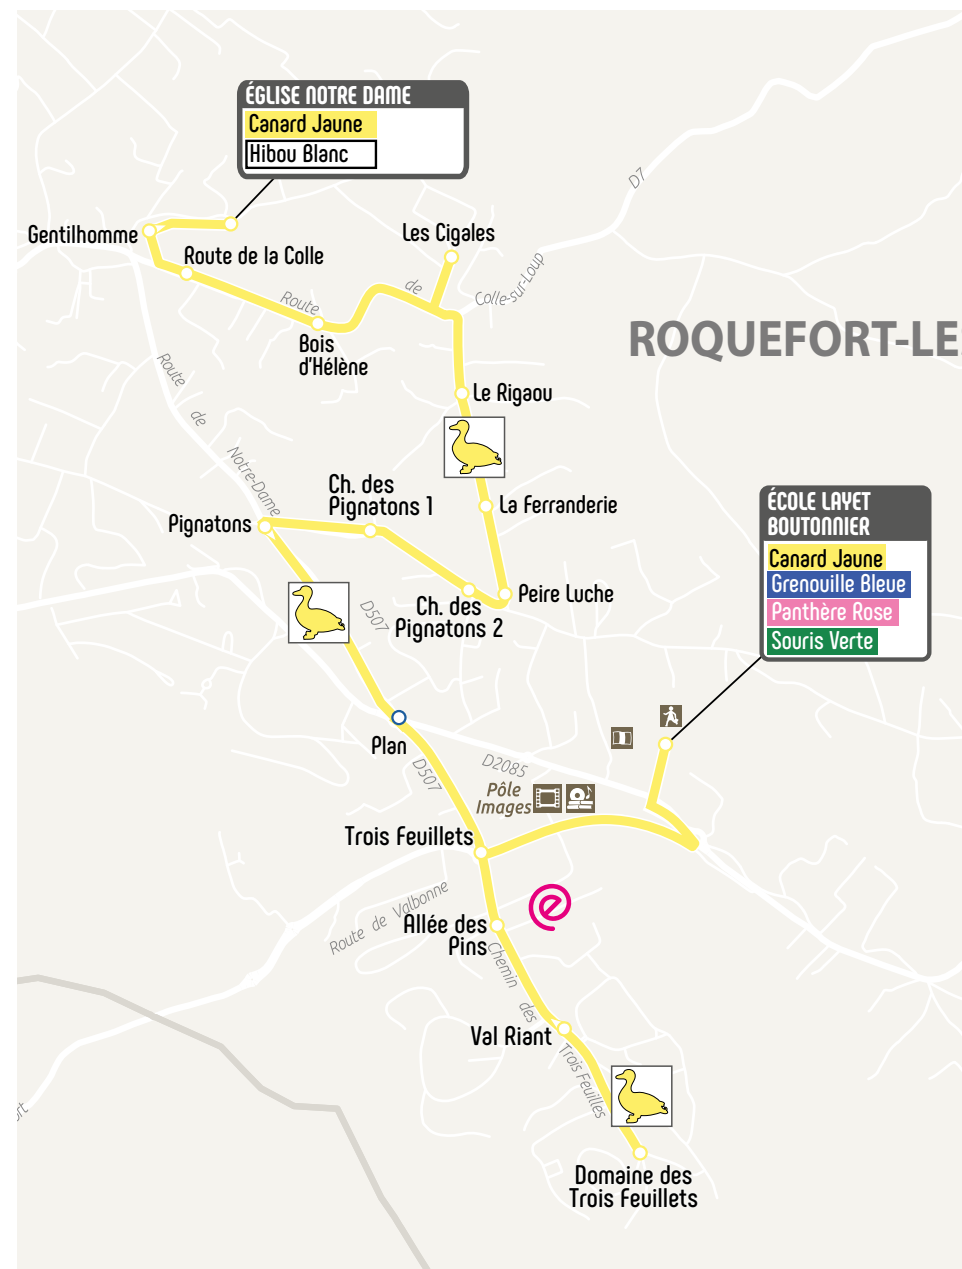 ÉGLISE NOTRE DAME
Canard Jaune
Hibou Blanc
D7
Gentilhomme
Les Cigales
Route de la Colle
Route de Colle-sur-Loup
Bois
d'Hélène
ROQUEFORT-LE
Le Rigaou
Route de Notre-Dame
Ch. des
Pignatons 1
La Ferranderie
Pignatons
ÉCOLE LAYET
BOUTONNIER
Canard Jaune
Grenouille Bleue
Panthère Rose
Souris Verte
Peire Luche
Ch. des
Pignatons 2
D507
Plan
D507
D2085
Pôle
Images
Trois Feuillets
Route de Valbonne
Allée des
Pins
Chemin des Trois Feuilles
Val Riant
Domaine des
Trois Feuillets
rt